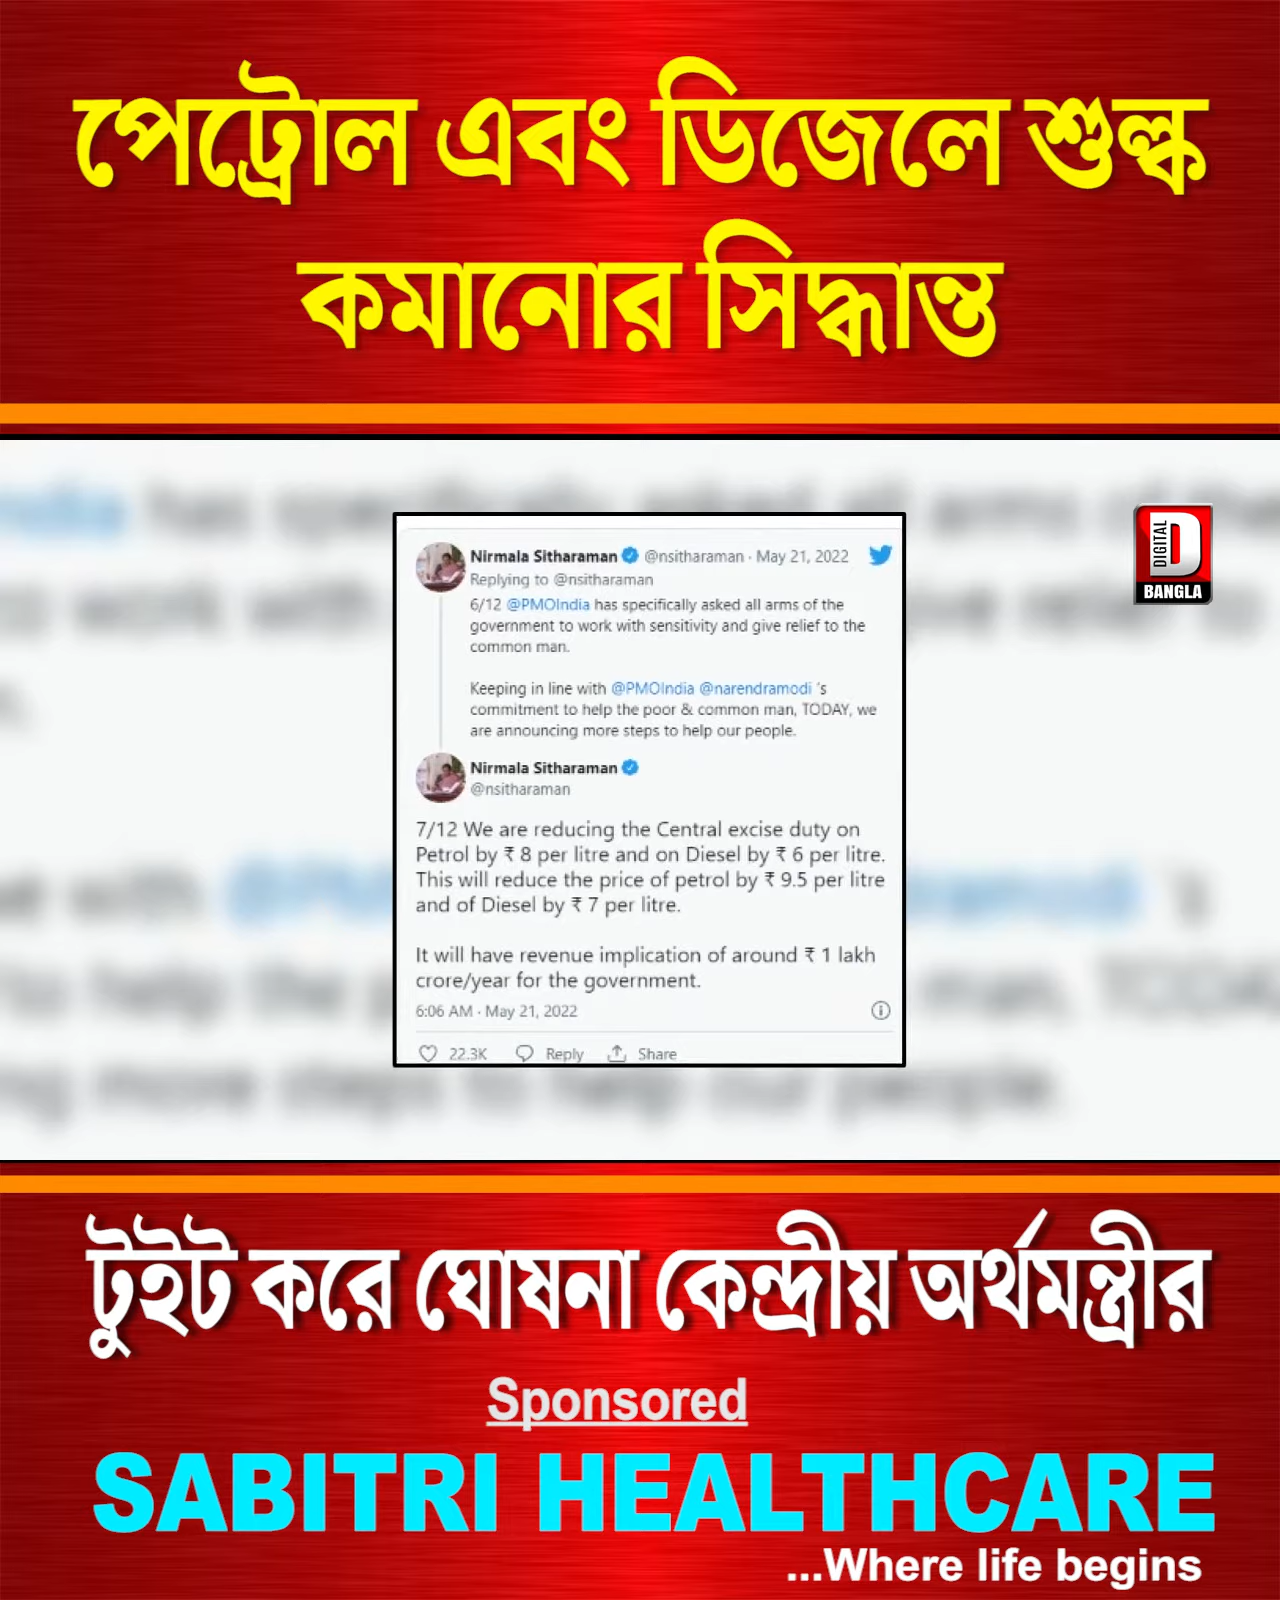 পেট্রোল এবং ডিজেলে শুল্ক
কমানোর সিদ্ধান্ত
DIGITAL
D
BANGLA
Nirmala Sitharaman @nsitharaman · May 21, 2022
Replying to @nsitharaman
6/12 @PMOIndia has specifically asked all arms of the
government to work with sensitivity and give relief to the
common man.
Keeping in line with @PMOIndia @narendramodi 's
commitment to help the poor & common man, TODAY, we
are announcing more steps to help our people.
Nirmala Sitharaman
@nsitharaman
7/12 We are reducing the Central excise duty on
Petrol by ₹ 8 per litre and on Diesel by ₹ 6 per litre.
This will reduce the price of petrol by ₹ 9.5 per litre
and of Diesel by ₹ 7 per litre.
It will have revenue implication of around ₹ 1 lakh
crore/year for the government.
6:06 AM · May 21, 2022
22.3K Reply Share
টুইট করে ঘোষনা কেন্দ্রীয় অর্থমন্ত্রীর
Sponsored
SABITRI HEALTHCARE
...Where life begins